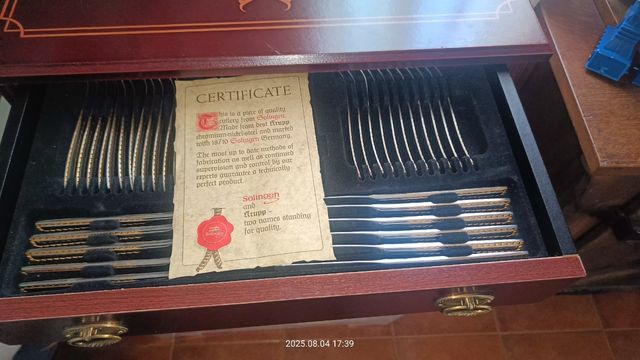 CERTIFICATE
This is a piece of quality
cutlery from Solingen.
Made from best Krupp
chromium-nickel-steel and marked
with 18/10 Solingen Germany.
The most up to date methods of
fabrication as well as continued
supervision and control by our
experts guarantee a technically
perfect product.
Solingen
and
Krupp -
two names standing
for quality.
2025.08.04 17:39